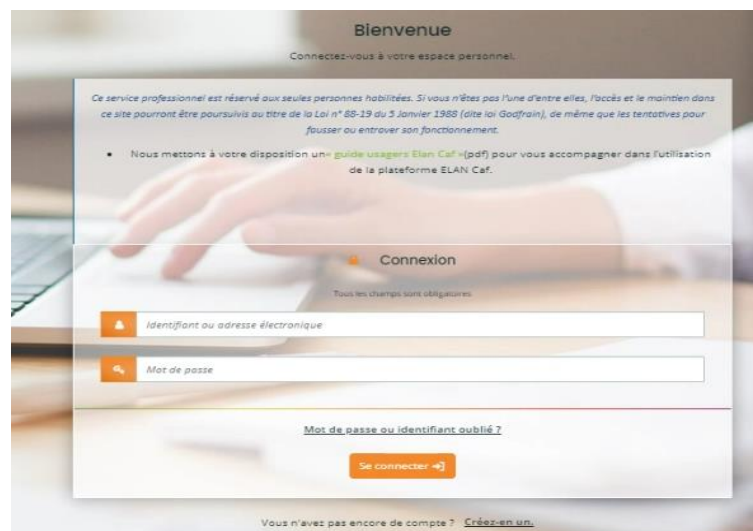 Bienvenue
Connectez-vous à votre espace personnel.
Ce service professionnel est réservé aux seules personnes habilitées. Si vous n'êtes pas l'une d'entre elles, l'accès et le maintien dans
ce site pourront être poursuivis au titre de la Loi n° 88-19 du 5 Janvier 1988 (dite loi Godfrain), de même que les tentatives pour
fausser ou entraver son fonctionnement.
• Nous mettons à votre disposition un« guide usagers Elan Caf »(pdf) pour vous accompagner dans l'utilisation
de la plateforme ELAN Caf.
Connexion
Tous les champs sont obligatoires
Identifiant ou adresse électronique
Mot de passe
Mot de passe ou identifiant oublié ?
Se connecter
Vous n'avez pas encore de compte ? Créez-en un.